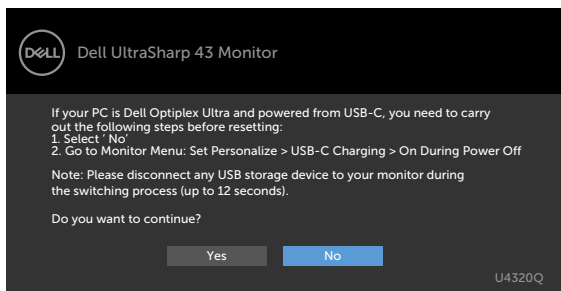 DELL
Dell UltraSharp 43 Monitor
If your PC is Dell Optiplex Ultra and powered from USB-C, you need to carry
out the following steps before resetting:
1. Select ‘ No’
2. Go to Monitor Menu: Set Personalize > USB-C Charging > On During Power Off
Note: Please disconnect any USB storage device to your monitor during
the switching process (up to 12 seconds).
Do you want to continue?
Yes No
U4320Q